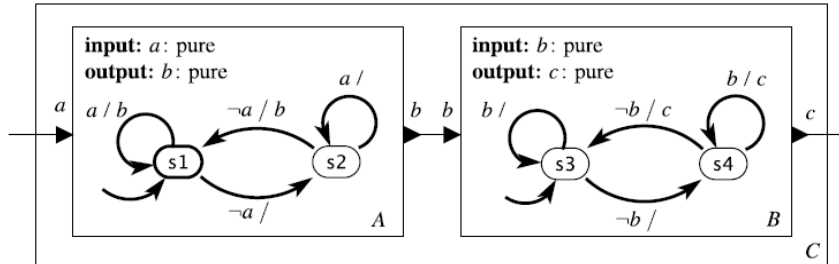 input: a: pure
output: b: pure
a /
a
a / b
¬a / b
s1
s2
¬a /
A
b
b
input: b: pure
output: c: pure
b / c
b /
¬b / c
s3
s4
¬b /
B
c
C